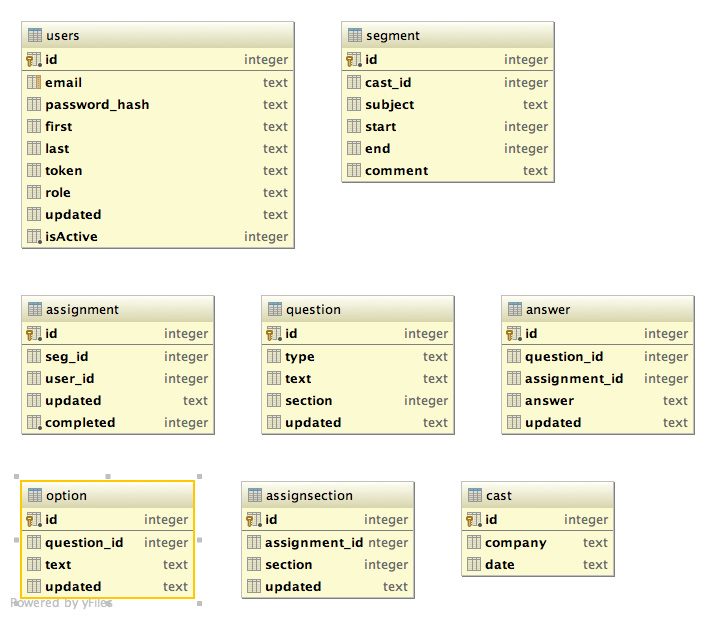 users
id integer
email text
password_hash text
first text
last text
token text
role text
updated text
isActive integer
segment
id integer
cast_id integer
subject text
start integer
end integer
comment text
assignment
id integer
seg_id integer
user_id integer
updated text
completed integer
question
id integer
type text
text text
section integer
updated text
answer
id integer
question_id integer
assignment_id integer
answer text
updated text
option
id integer
question_id integer
text text
updated text
assignsection
id integer
assignment_id nteger
section integer
updated text
cast
id integer
company text
date text
Powered by yFiles